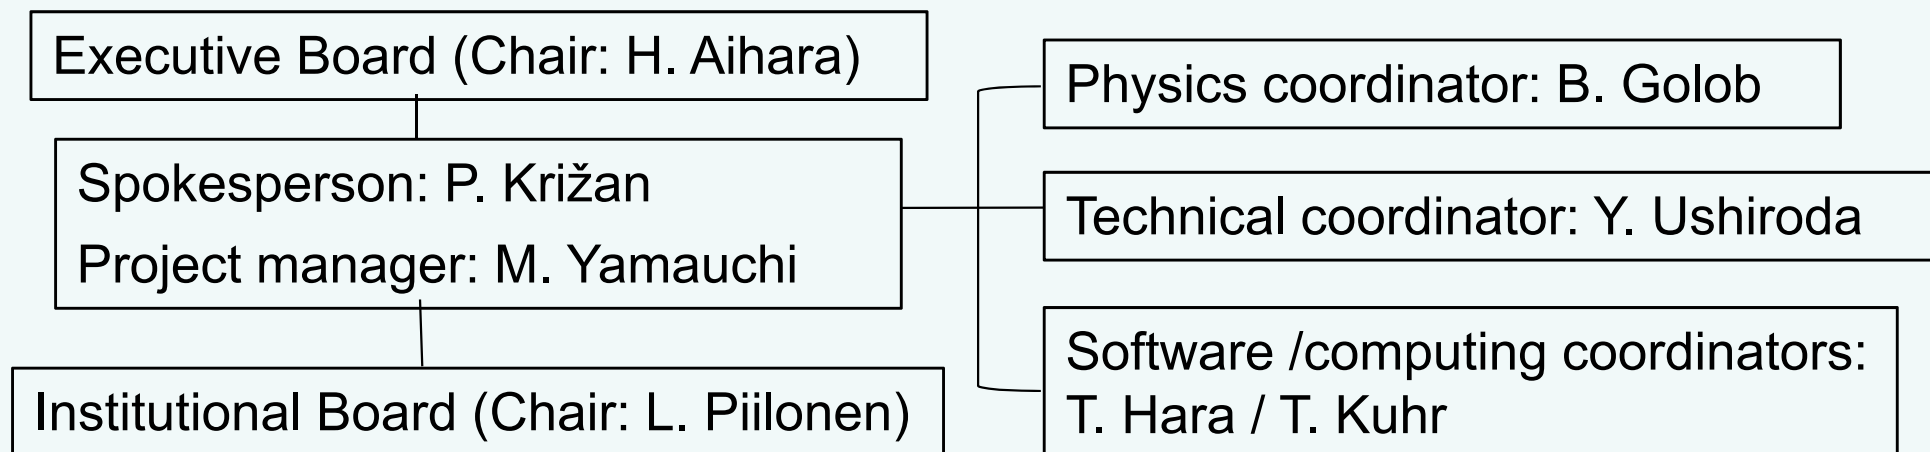 Executive Board (Chair: H. Aihara)
Spokesperson: P. Križan
Project manager: M. Yamauchi
Institutional Board (Chair: L. Piilonen)
Physics coordinator: B. Golob
Technical coordinator: Y. Ushiroda
Software /computing coordinators:
T. Hara / T. Kuhr